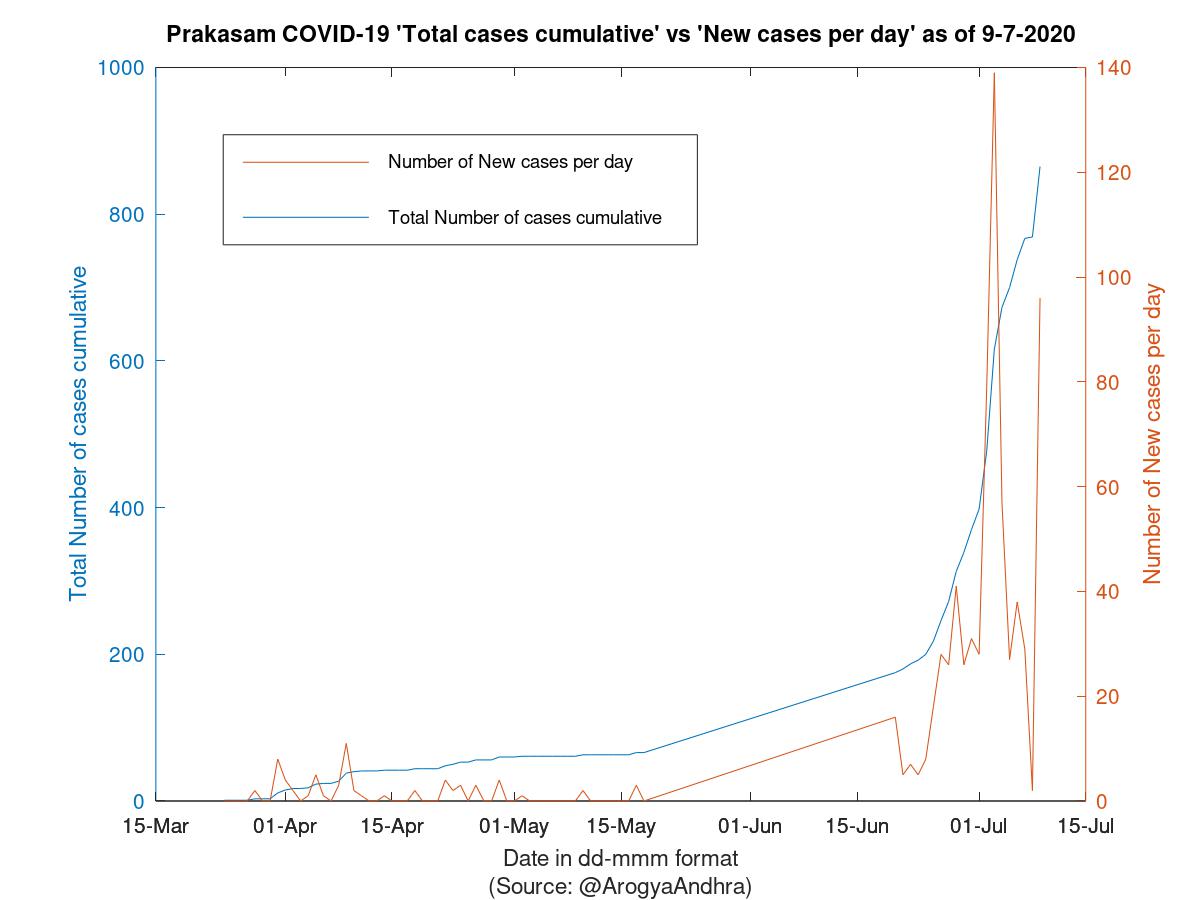 Prakasam COVID-19 'Total cases cumulative' vs 'New cases per day' as of 9-7-2020
1000
800
600
400
200
0
Total Number of cases cumulative
Number of New cases per day
Total Number of cases cumulative
140
120
100
80
60
40
20
0
Number of New cases per day
15-Mar 01-Apr 15-Apr 01-May 15-May 01-Jun 15-Jun 01-Jul 15-Jul
Date in dd-mmm format
(Source: @ArogyaAndhra)